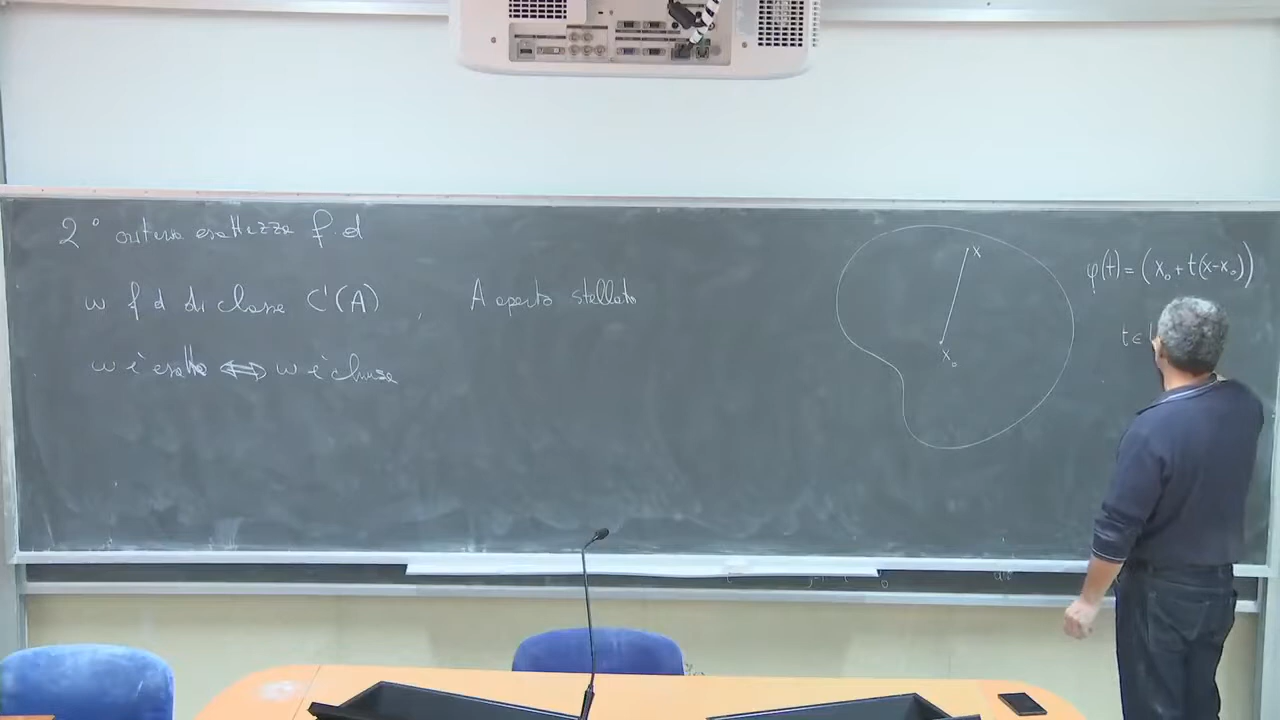 2° criterio esattezza f.d
ω f d di classe C¹(A) , A aperto stellato
ω è esatta ⟺ ω è chiusa
x
x₀
φ(t) = (x₀ + t(x-x₀))
t ∈